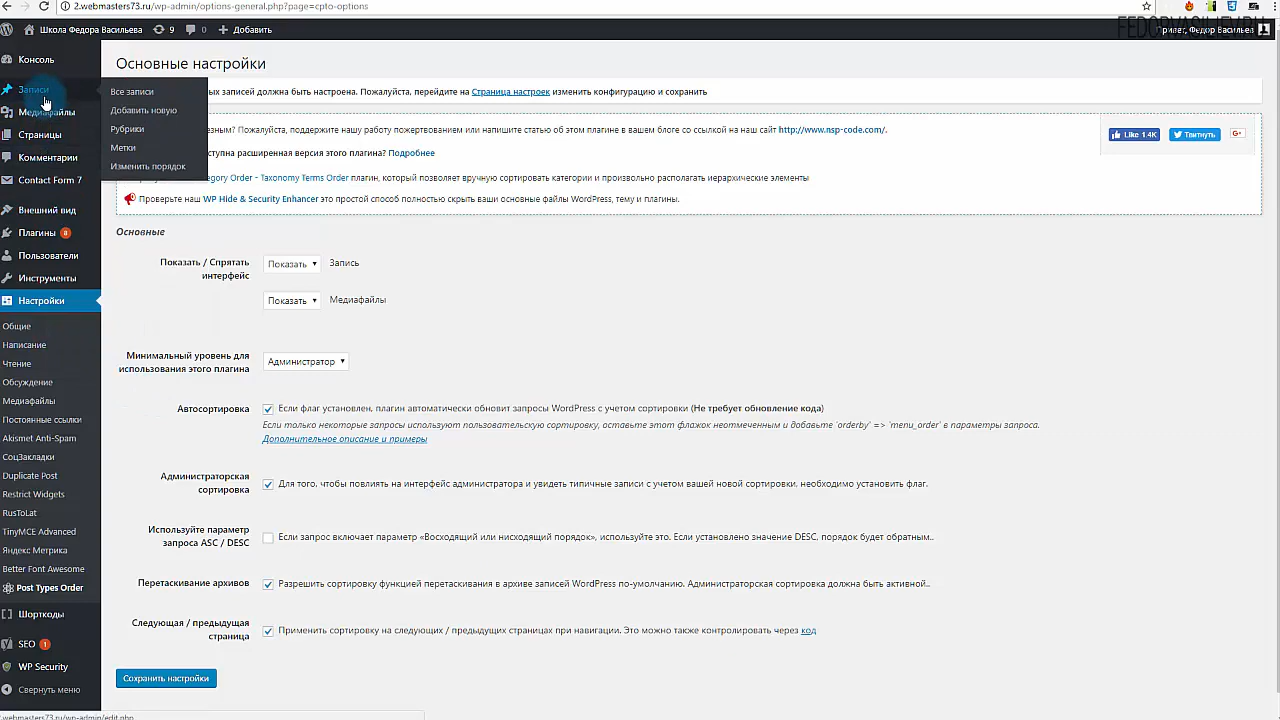 2.webmasters73.ru/wp-admin/options-general.php?page=cpto-options
FEDORVASILIEV.RU
Школа Федора Васильева 9 0 + Добавить
Привет, Федор Васильев
Консоль
Записи
Медиафайлы
Страницы
Комментарии
Contact Form 7
Внешний вид
Плагины 8
Пользователи
Инструменты
Настройки
Общие
Написание
Чтение
Обсуждение
Медиафайлы
Постоянные ссылки
Akismet Anti-Spam
СоцЗакладки
Duplicate Post
Restrict Widgets
RusToLat
TinyMCE Advanced
Яндекс Метрика
Better Font Awesome
Post Types Order
Шорткоды
SEO 1
WP Security
Свернуть меню
Все записи
Добавить новую
Рубрики
Метки
Изменить порядок
Основные настройки
ых записей должна быть настроена. Пожалуйста, перейдите на Страница настроек изменить конфигурацию и сохранить
езным? Пожалуйста, поддержите нашу работу пожертвованием или напишите статью об этом плагине в вашем блоге со ссылкой на наш сайт http://www.nsp-code.com/.
ступна расширенная версия этого плагина? Подробнее
egory Order - Taxonomy Terms Order плагин, который позволяет вручную сортировать категории и произвольно располагать иерархические элементы
Проверьте наш WP Hide & Security Enhancer это простой способ полностью скрыть ваши основные файлы WordPress, тему и плагины.
Like 1.4K Твитнуть G+
Основные
Показать / Спрятать
интерфейс
Показать Запись
Показать Медиафайлы
Минимальный уровень для
использования этого плагина
Администратор
Автосортировка
Если флаг установлен, плагин автоматически обновит запросы WordPress с учетом сортировки (Не требует обновление кода)
Если только некоторые запросы используют пользовательскую сортировку, оставьте этот флажок неотмеченным и добавьте 'orderby' => 'menu_order' в параметры запроса.
Дополнительное описание и примеры
Администраторская
сортировка
Для того, чтобы повлиять на интерфейс администратора и увидеть типичные записи с учетом вашей новой сортировки, необходимо установить флаг.
Используйте параметр
запроса ASC / DESC
Если запрос включает параметр «Восходящий или нисходящий порядок», используйте это. Если установлено значение DESC, порядок будет обратным..
Перетаскивание архивов
Разрешить сортировку функцией перетаскивания в архиве записей WordPress по-умолчанию. Администраторская сортировка должна быть активной..
Следующая / предыдущая
страница
Применить сортировку на следующих / предыдущих страницах при навигации. Это можно также контролировать через код
Сохранить настройки
2.webmasters73.ru/wp-admin/edit.php